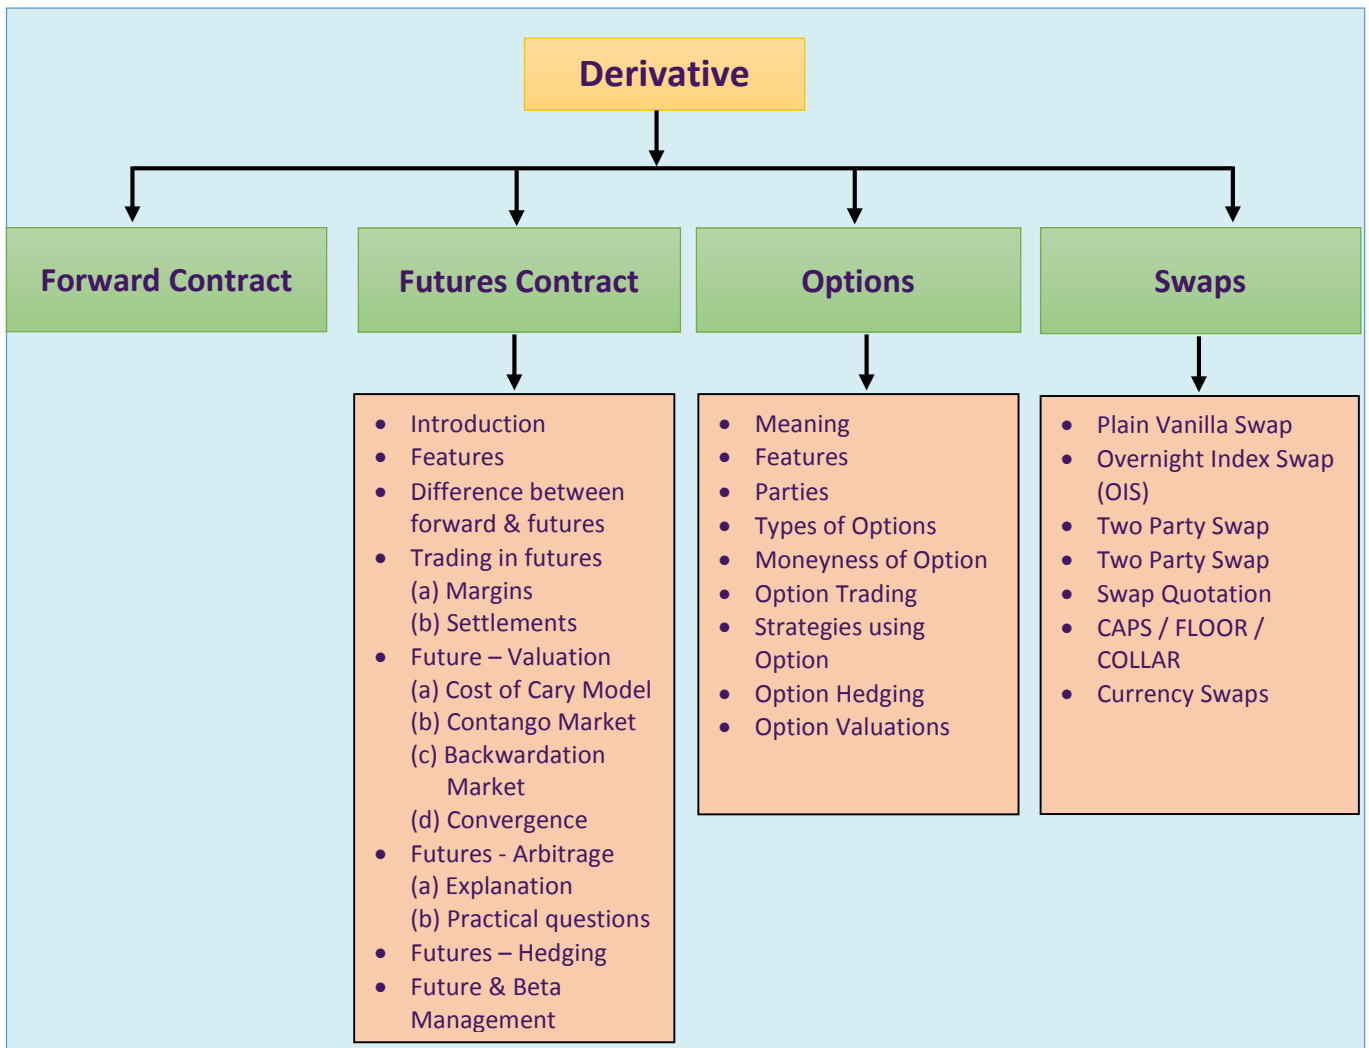 Derivative
Forward Contract
Futures Contract
Options
Swaps
• Introduction
• Features
• Difference between
forward & futures
• Trading in futures
(a) Margins
(b) Settlements
• Future – Valuation
(a) Cost of Cary Model
(b) Contango Market
(c) Backwardation
Market
(d) Convergence
• Futures - Arbitrage
(a) Explanation
(b) Practical questions
• Futures – Hedging
• Future & Beta
Management
• Meaning
• Features
• Parties
• Types of Options
• Moneyness of Option
• Option Trading
• Strategies using
Option
• Option Hedging
• Option Valuations
• Plain Vanilla Swap
• Overnight Index Swap
(OIS)
• Two Party Swap
• Two Party Swap
• Swap Quotation
• CAPS / FLOOR /
COLLAR
• Currency Swaps